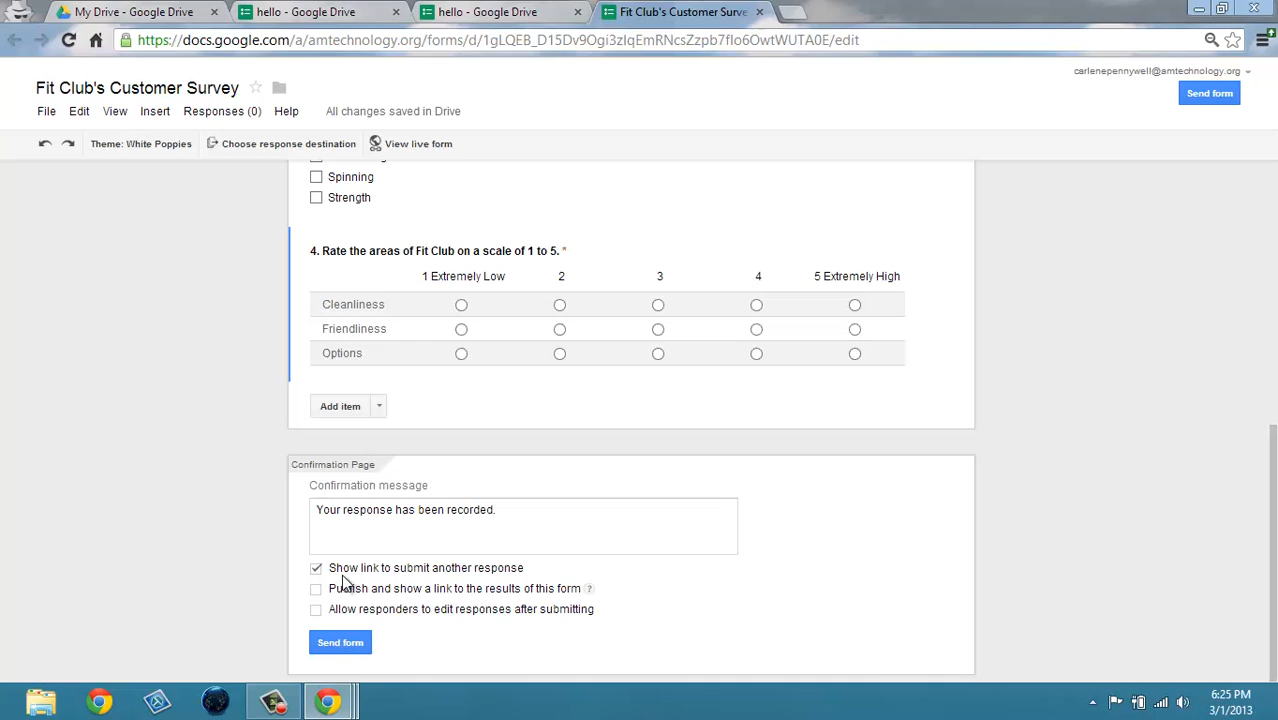 My Drive - Google Drive
hello - Google Drive
hello - Google Drive
Fit Club's Customer Surve
https://docs.google.com/a/amtechnology.org/forms/d/1gLQEB_D15Dv9Ogi3zIqEmRNcsZzpb7fIo6OwtWUTA0E/edit
carlenepennywell@amtechnology.org
Fit Club's Customer Survey
Send form
File Edit View Insert Responses (0) Help All changes saved in Drive
Theme: White Poppies Choose response destination View live form
Spinning
Strength
4. Rate the areas of Fit Club on a scale of 1 to 5. *
1 Extremely Low 2 3 4 5 Extremely High
Cleanliness
Friendliness
Options
Add item
Confirmation Page
Confirmation message
Your response has been recorded.
Show link to submit another response
Publish and show a link to the results of this form ?
Allow responders to edit responses after submitting
Send form
6:25 PM
3/1/2013